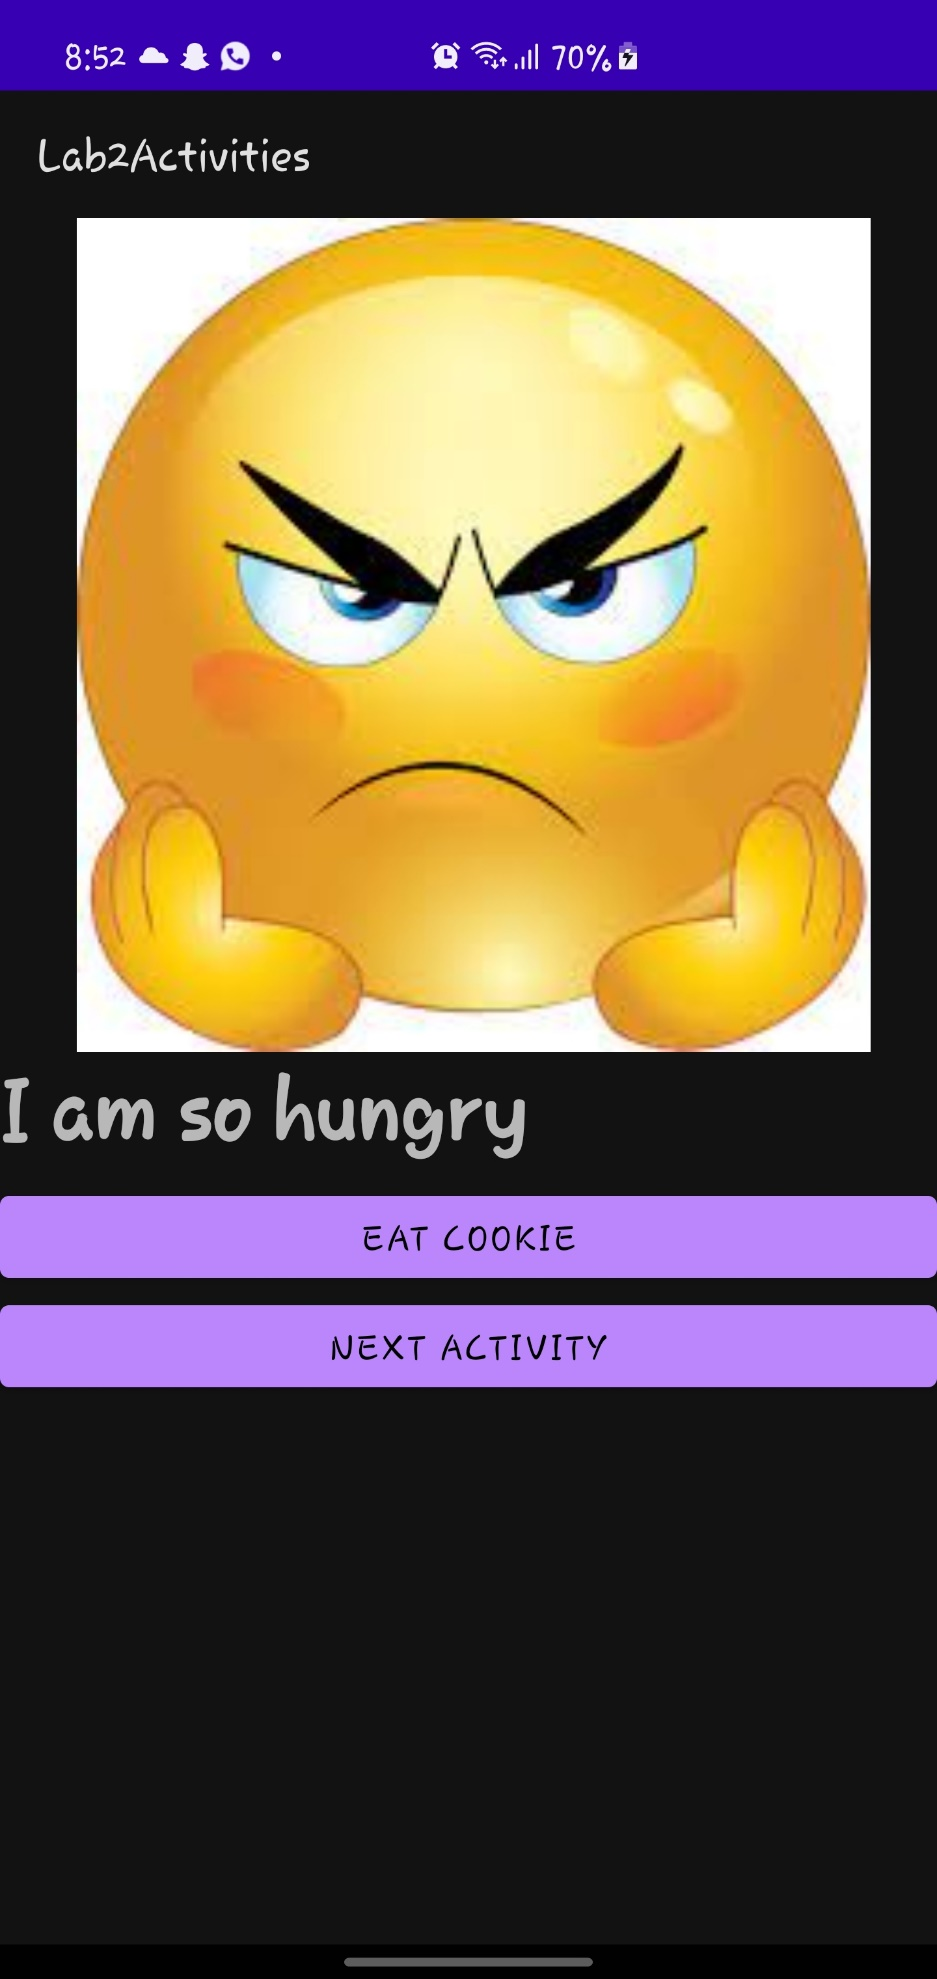 8:52 70%
Lab2Activities
I am so hungry
EAT COOKIE
NEXT ACTIVITY